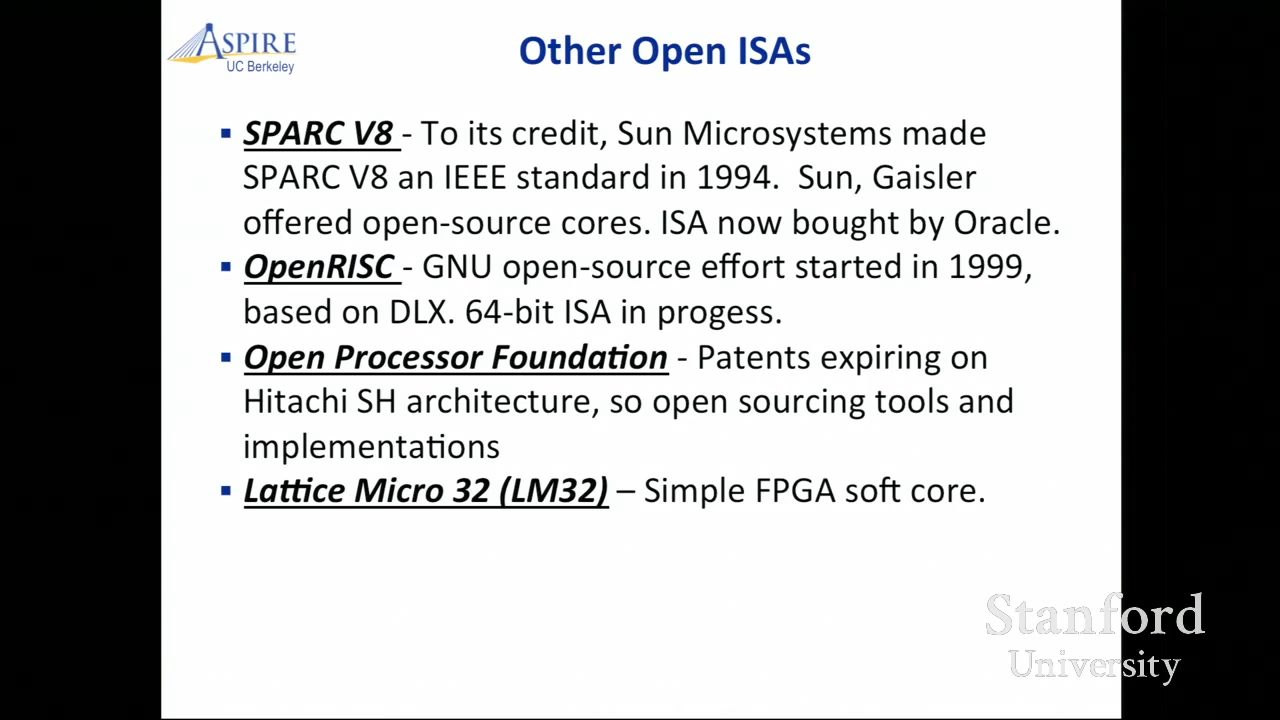 ASPIRE
UC Berkeley
Other Open ISAs
▪ SPARC V8 - To its credit, Sun Microsystems made
SPARC V8 an IEEE standard in 1994.  Sun, Gaisler
offered open-source cores. ISA now bought by Oracle.
▪ OpenRISC - GNU open-source effort started in 1999,
based on DLX. 64-bit ISA in progess.
▪ Open Processor Foundation - Patents expiring on
Hitachi SH architecture, so open sourcing tools and
implementations
▪ Lattice Micro 32 (LM32) – Simple FPGA soft core.
Stanford
University